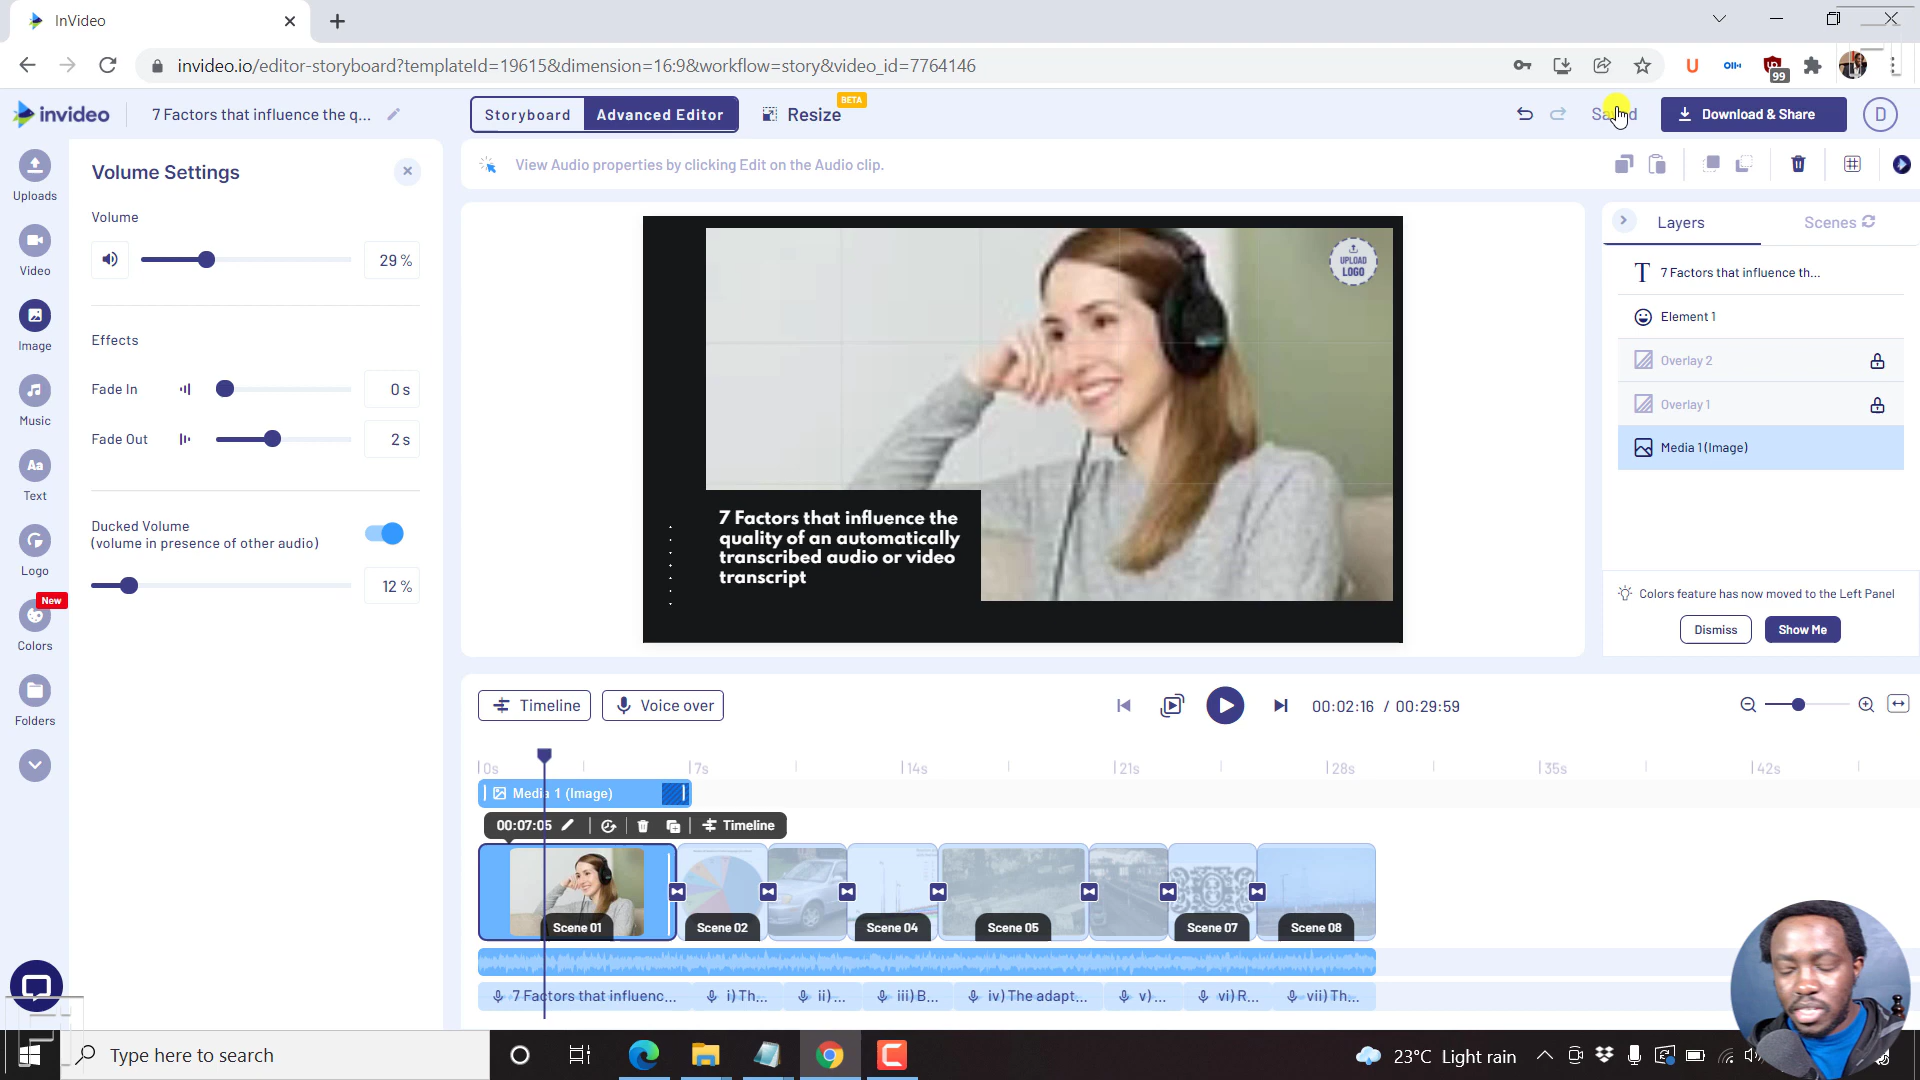 InVideo
invideo.io/editor-storyboard?templateId=19615&dimension=16:9&workflow=story&video_id=7764146
99
invideo
7 Factors that influence the q...
Storyboard
Advanced Editor
Resize
BETA
Download & Share
D
Uploads
Video
Image
Music
Aa
Text
Logo
New
Colors
Folders
Volume Settings
Volume
29 %
Effects
Fade In
0 s
Fade Out
2 s
Ducked Volume
(volume in presence of other audio)
12 %
View Audio properties by clicking Edit on the Audio clip.
UPLOAD
LOGO
7 Factors that influence the
quality of an automatically
transcribed audio or video
transcript
Layers
Scenes
7 Factors that influence th...
Element 1
Overlay 2
Overlay 1
Media 1 (Image)
Colors feature has now moved to the Left Panel
Dismiss
Show Me
Timeline
Voice over
00:02:16 / 00:29:59
0s
7s
14s
21s
28s
35s
42s
Media 1 (Image)
00:07:05
Timeline
Scene 01
Scene 02
Scene 04
Scene 05
Scene 07
Scene 08
7 Factors that influenc...
i) Th...
ii)...
iii) B...
iv) The adapt...
v)...
vi) R...
vii) Th...
Type here to search
23°C Light rain